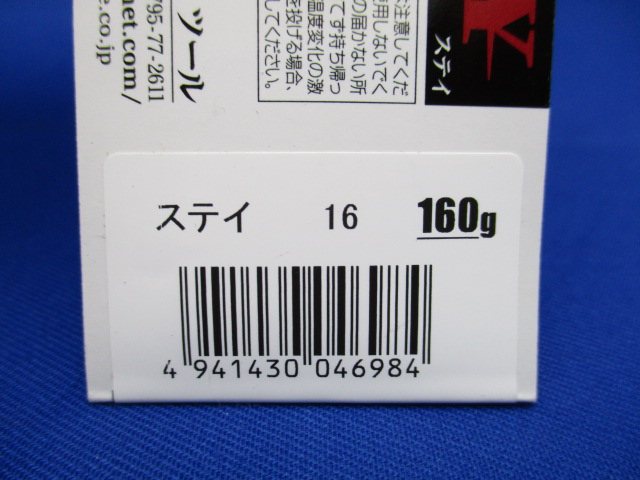 ステイ 16 160g
4 941430 046984
ステイ
Y
注意してくだ
使用しないでく
の届かない所
てず持ち帰っ
温度変化の激
を投げる場合、
してください。
ツール
795-77-2611
net.com/
e.co.jp